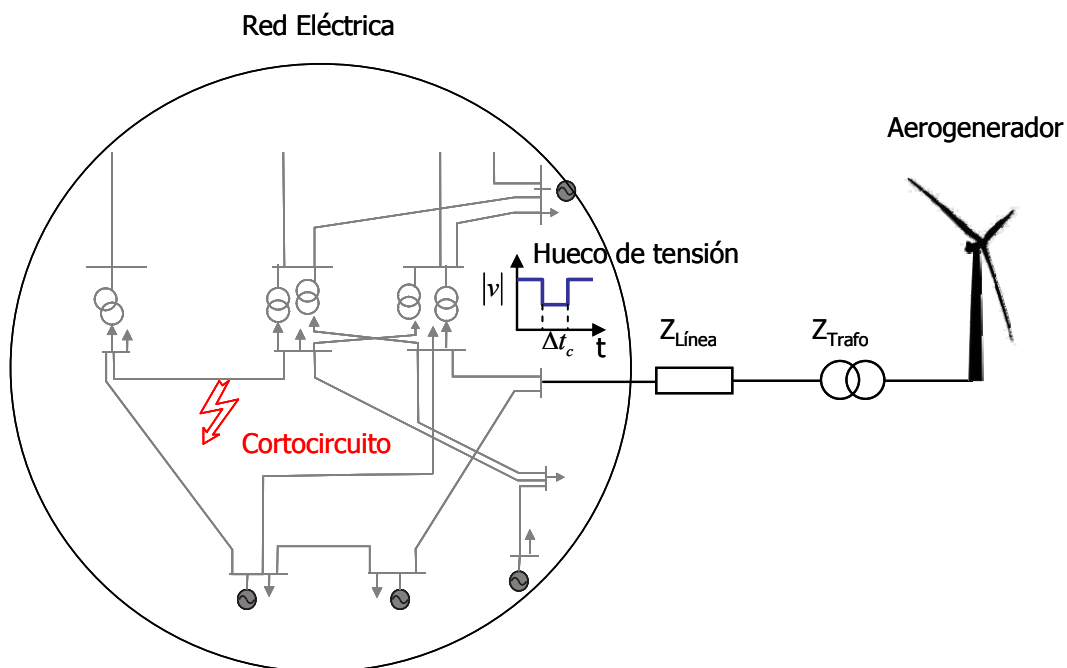 Red Eléctrica
Aerogenerador
Hueco de tensión
|v|
Δt_c
t
Z_Línea
Z_Trafo
Cortocircuito